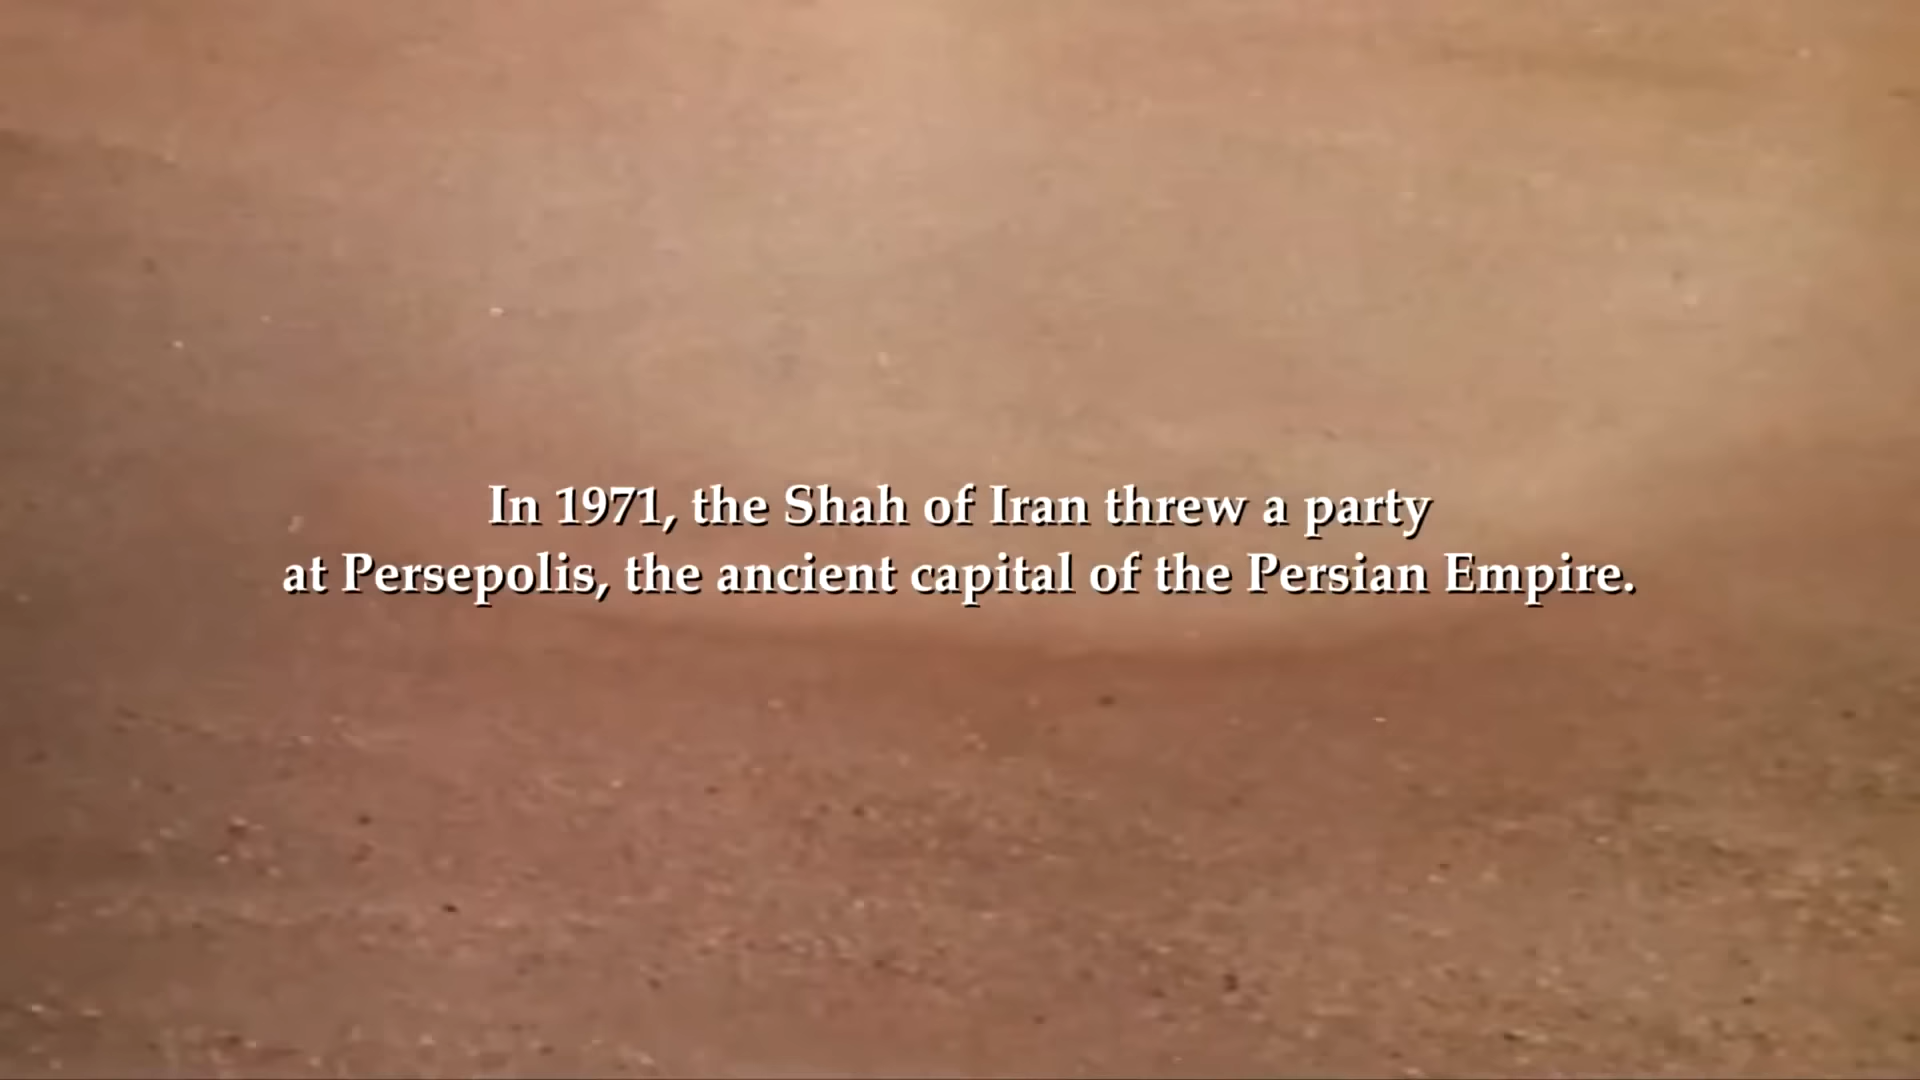 In 1971, the Shah of Iran threw a party
at Persepolis, the ancient capital of the Persian Empire.